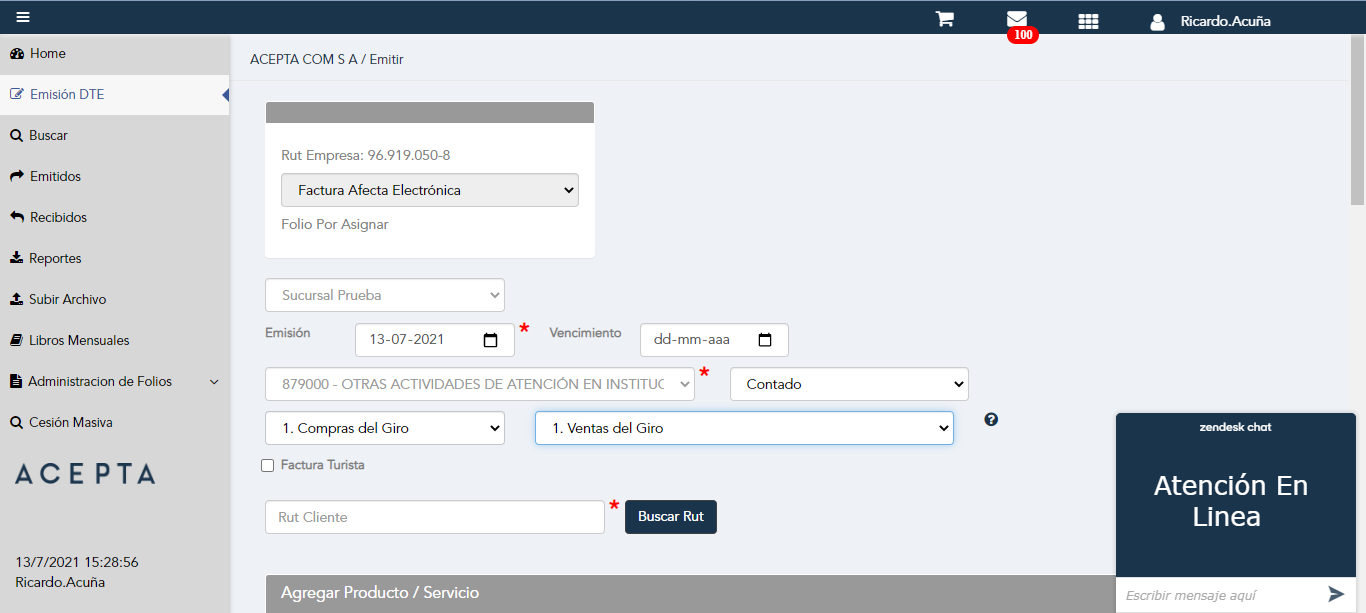 100
Ricardo.Acuña
Home
Emisión DTE
Buscar
Emitidos
Recibidos
Reportes
Subir Archivo
Libros Mensuales
Administracion de Folios
Cesión Masiva
ACEPTA
13/7/2021 15:28:56
Ricardo.Acuña
ACEPTA COM S A / Emitir
Rut Empresa: 96.919.050-8
Factura Afecta Electrónica
Folio Por Asignar
Sucursal Prueba
Emisión 13-07-2021 * Vencimiento dd-mm-aaa
879000 - OTRAS ACTIVIDADES DE ATENCIÓN EN INSTITUC * Contado
1. Compras del Giro 1. Ventas del Giro ?
Factura Turista
Rut Cliente * Buscar Rut
Agregar Producto / Servicio
zendesk chat
Atención En
Linea
Escribir mensaje aquí